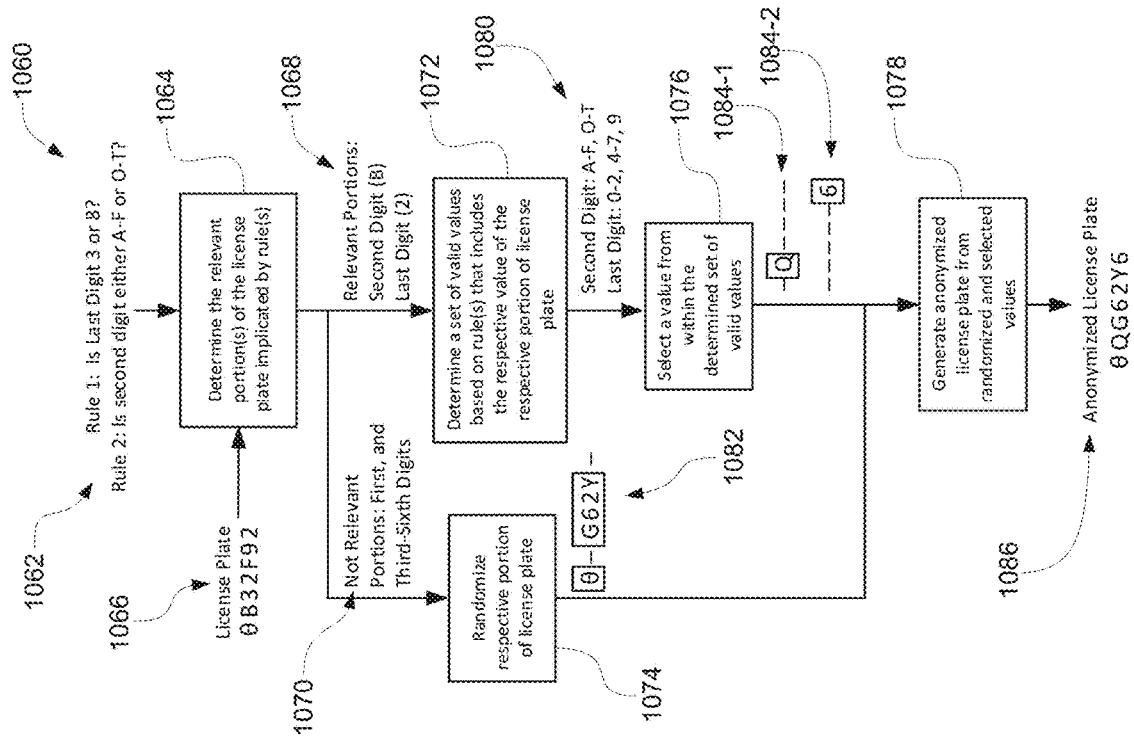 1060
1062
Rule 1: Is Last Digit 3 or 8?
Rule 2: Is second digit either A-F or O-T?
1064
1066
License Plate
0B32F92
Determine the relevant
portion(s) of the license
plate implicated by rule(s)
1068
Relevant Portions:
Second Digit (B)
Last Digit (2)
1070
Not Relevant
Portions: First, and
Third-Sixth Digits
1072
Determine a set of valid values
based on rule(s) that includes
the respective value of the
respective portion of license
plate
1074
Randomize
respective portion
of license plate
1080
Second Digit: A-F, O-T
Last Digit: 0-2, 4-7, 9
1076
Select a value from
within the
determined set of
valid values
0 - G62Y -
1082
- Q - - - - -
1084-1
- - - - - - 6
1084-2
1078
Generate anonymized
license plate from
randomized and selected
values
1086
Anonymized License Plate
0QG62Y6